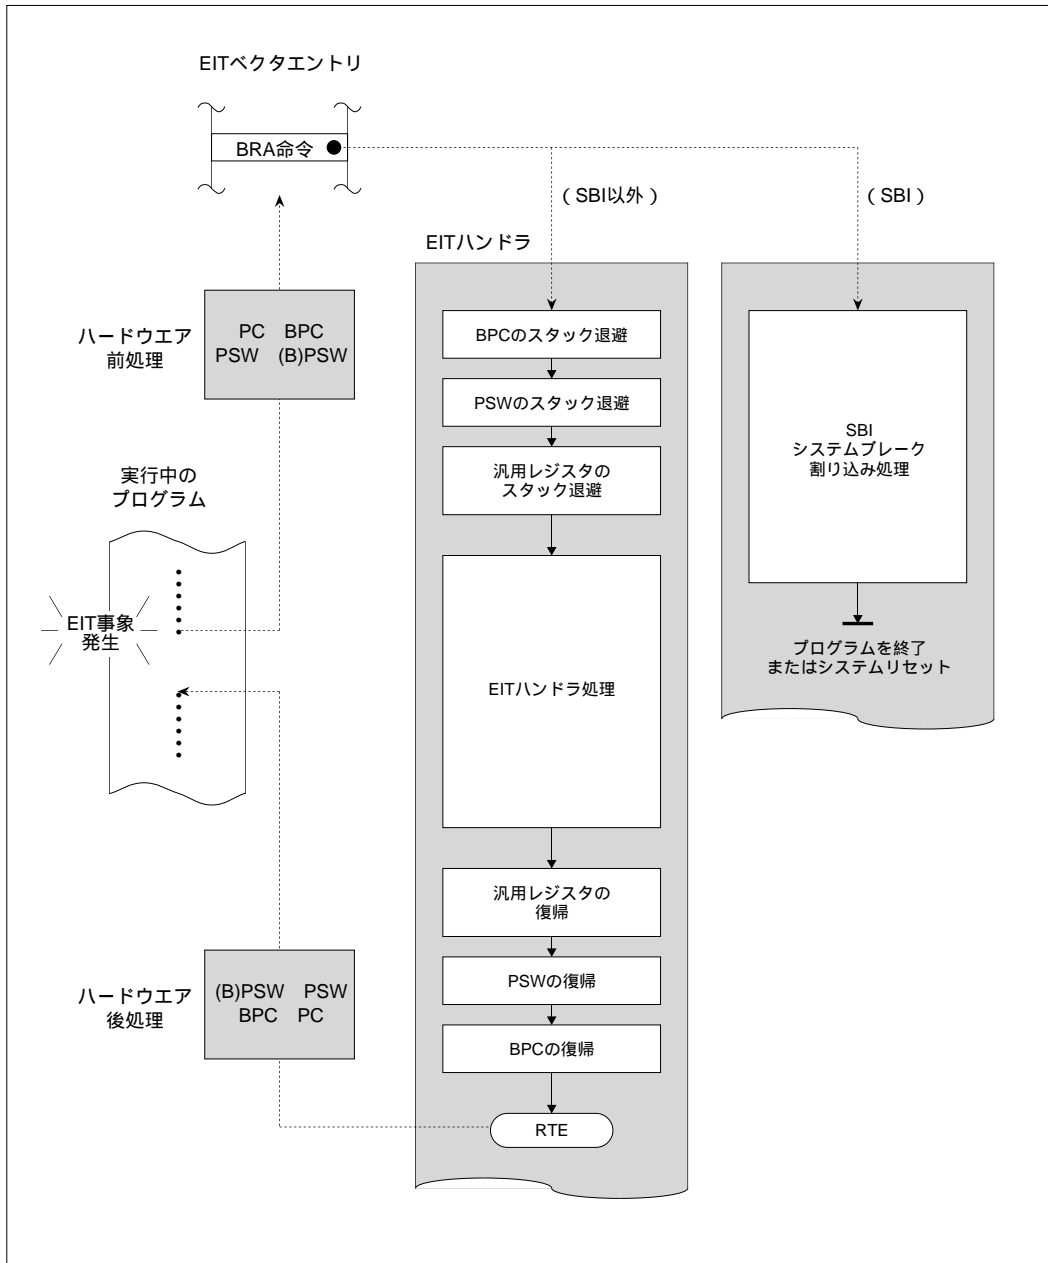 EITベクタエントリ
BRA命令
( SBI以外 )
( SBI )
EITハンドラ
ハードウエア
前処理
PC BPC
PSW (B)PSW
実行中の
プログラム
EIT事象
発生
BPCのスタック退避
PSWのスタック退避
汎用レジスタの
スタック退避
EITハンドラ処理
汎用レジスタの
復帰
PSWの復帰
BPCの復帰
RTE
SBI
システムブレーク
割り込み処理
プログラムを終了
またはシステムリセット
ハードウエア
後処理
(B)PSW PSW
BPC PC